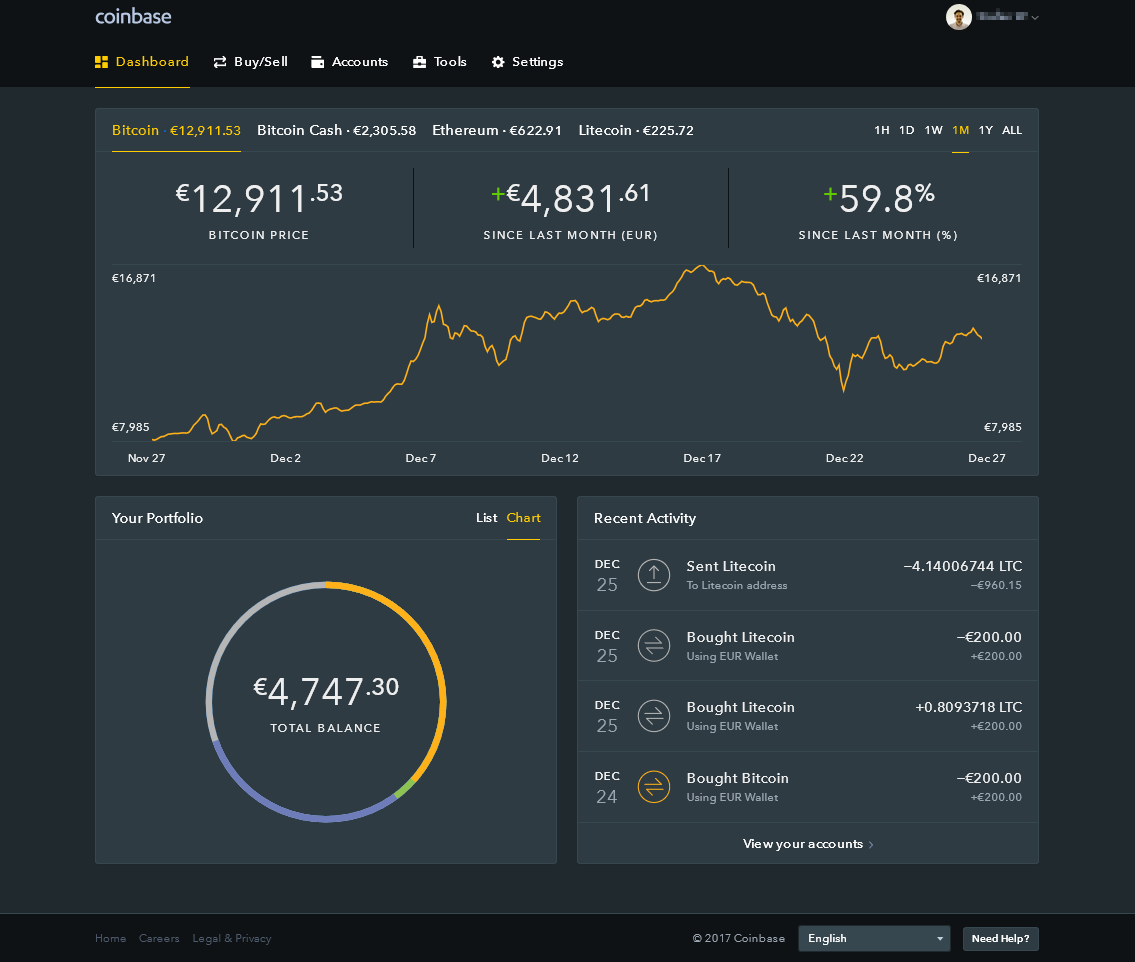 coinbase
Dashboard Buy/Sell Accounts Tools Settings
Bitcoin · €12,911.53 Bitcoin Cash · €2,305.58 Ethereum · €622.91 Litecoin · €225.72 1H 1D 1W 1M 1Y ALL
€12,911.53 +€4,831.61 +59.8%
BITCOIN PRICE SINCE LAST MONTH (EUR) SINCE LAST MONTH (%)
€16,871 €16,871
€7,985 €7,985
Nov 27 Dec 2 Dec 7 Dec 12 Dec 17 Dec 22 Dec 27
Your Portfolio List Chart
€4,747.30
TOTAL BALANCE
Recent Activity
DEC 25 Sent Litecoin −4.14006744 LTC
To Litecoin address −€960.15
DEC 25 Bought Litecoin −€200.00
Using EUR Wallet +€200.00
DEC 25 Bought Litecoin +0.8093718 LTC
Using EUR Wallet +€200.00
DEC 24 Bought Bitcoin −€200.00
Using EUR Wallet +€200.00
View your accounts
Home Careers Legal & Privacy © 2017 Coinbase English Need Help?